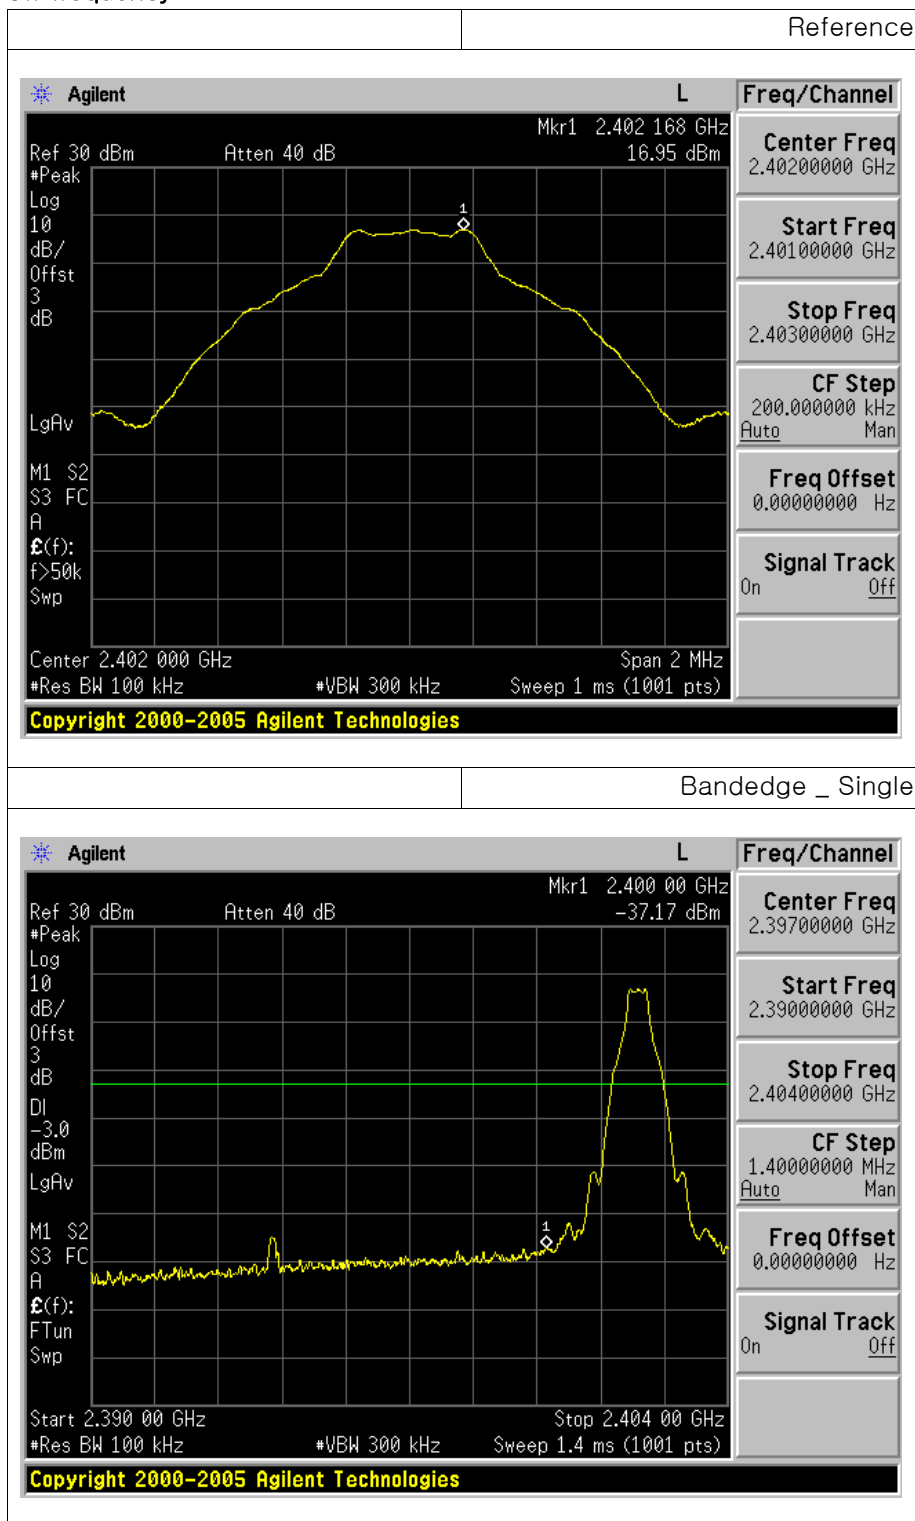 Reference
Agilent L Freq/Channel
Mkr1 2.402 168 GHz
Ref 30 dBm Atten 40 dB 16.95 dBm
#Peak
Log
10
dB/
Offst
3
dB
LgAv
M1 S2
S3 FC
A
£(f):
f>50k
Swp
1
Center 2.402 000 GHz Span 2 MHz
#Res BW 100 kHz #VBW 300 kHz Sweep 1 ms (1001 pts)
Copyright 2000-2005 Agilent Technologies
Center Freq
2.40200000 GHz
Start Freq
2.40100000 GHz
Stop Freq
2.40300000 GHz
CF Step
200.000000 kHz
Auto Man
Freq Offset
0.00000000 Hz
Signal Track
On Off
Bandedge _ Single
Agilent L Freq/Channel
Mkr1 2.400 00 GHz
Ref 30 dBm Atten 40 dB -37.17 dBm
#Peak
Log
10
dB/
Offst
3
dB
DI
-3.0
dBm
LgAv
M1 S2
S3 FC
A
£(f):
FTun
Swp
1
Start 2.390 00 GHz Stop 2.404 00 GHz
#Res BW 100 kHz #VBW 300 kHz Sweep 1.4 ms (1001 pts)
Copyright 2000-2005 Agilent Technologies
Center Freq
2.39700000 GHz
Start Freq
2.39000000 GHz
Stop Freq
2.40400000 GHz
CF Step
1.40000000 MHz
Auto Man
Freq Offset
0.00000000 Hz
Signal Track
On Off